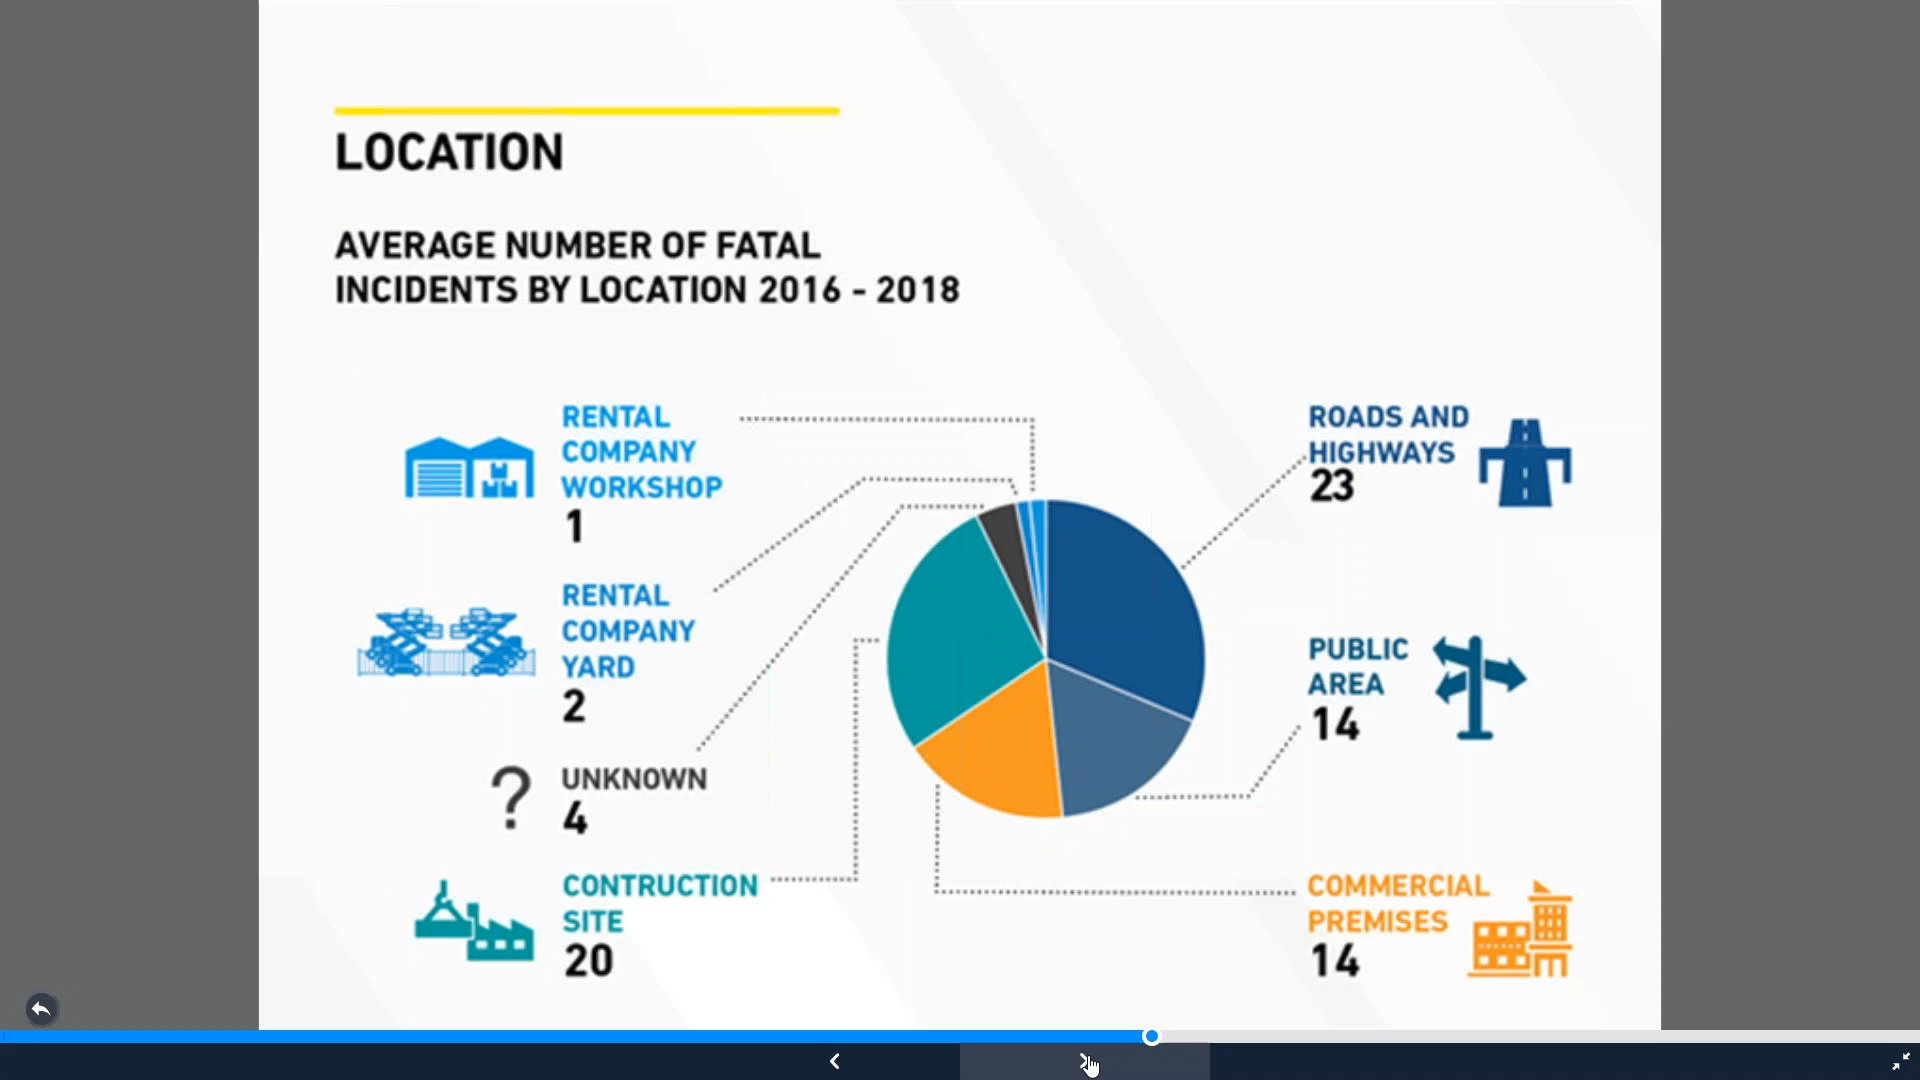 LOCATION
AVERAGE NUMBER OF FATAL
INCIDENTS BY LOCATION 2016 - 2018
RENTAL
COMPANY
WORKSHOP
1
RENTAL
COMPANY
YARD
2
?
UNKNOWN
4
CONTRUCTION
SITE
20
ROADS AND
HIGHWAYS
23
PUBLIC
AREA
14
COMMERCIAL
PREMISES
14